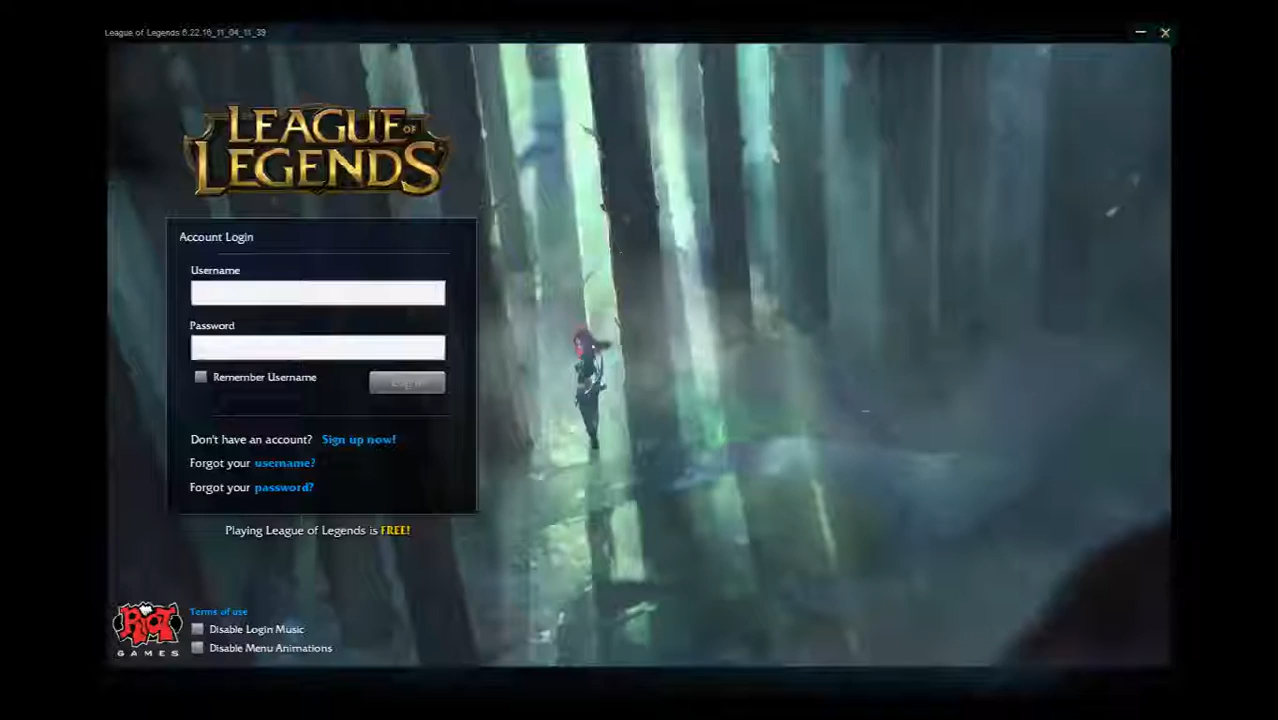 League of Legends 6.22.16_11_04_11_39
LEAGUE OF
LEGENDS
Account Login
Username
Password
Remember Username
Don't have an account? Sign up now!
Forgot your username?
Forgot your password?
Playing League of Legends is FREE!
Terms of use
RIOT
GAMES
Disable Login Music
Disable Menu Animations